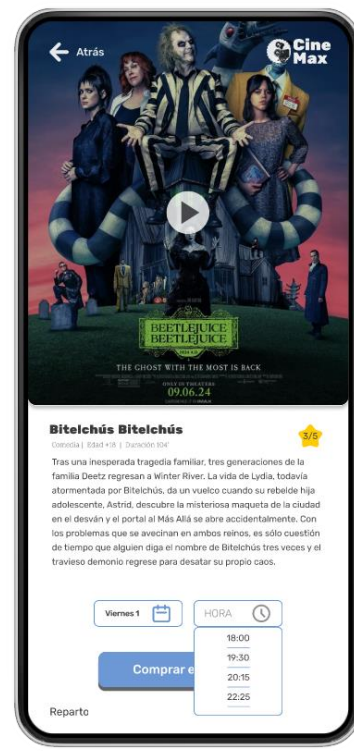 Atrás
Cine
Max
BEETLEJUICE
BEETLEJUICE
THE GHOST WITH THE MOST IS BACK
ONLY IN THEATERS
09.06.24
Bitelchús Bitelchús
3/5
Comedia | Edad +18 | Duración 104'
Tras una inesperada tragedia familiar, tres generaciones de la
familia Deetz regresan a Winter River. La vida de Lydia, todavía
atormentada por Bitelchús, da un vuelco cuando su rebelde hija
adolescente, Astrid, descubre la misteriosa maqueta de la ciudad
en el desván y el portal al Más Allá se abre accidentalmente. Con
los problemas que se avecinan en ambos reinos, es sólo cuestión
de tiempo que alguien diga el nombre de Bitelchús tres veces y el
travieso demonio regrese para desatar su propio caos.
Viernes 1
HORA
18:00
19:30
20:15
22:25
Comprar e
Reparto